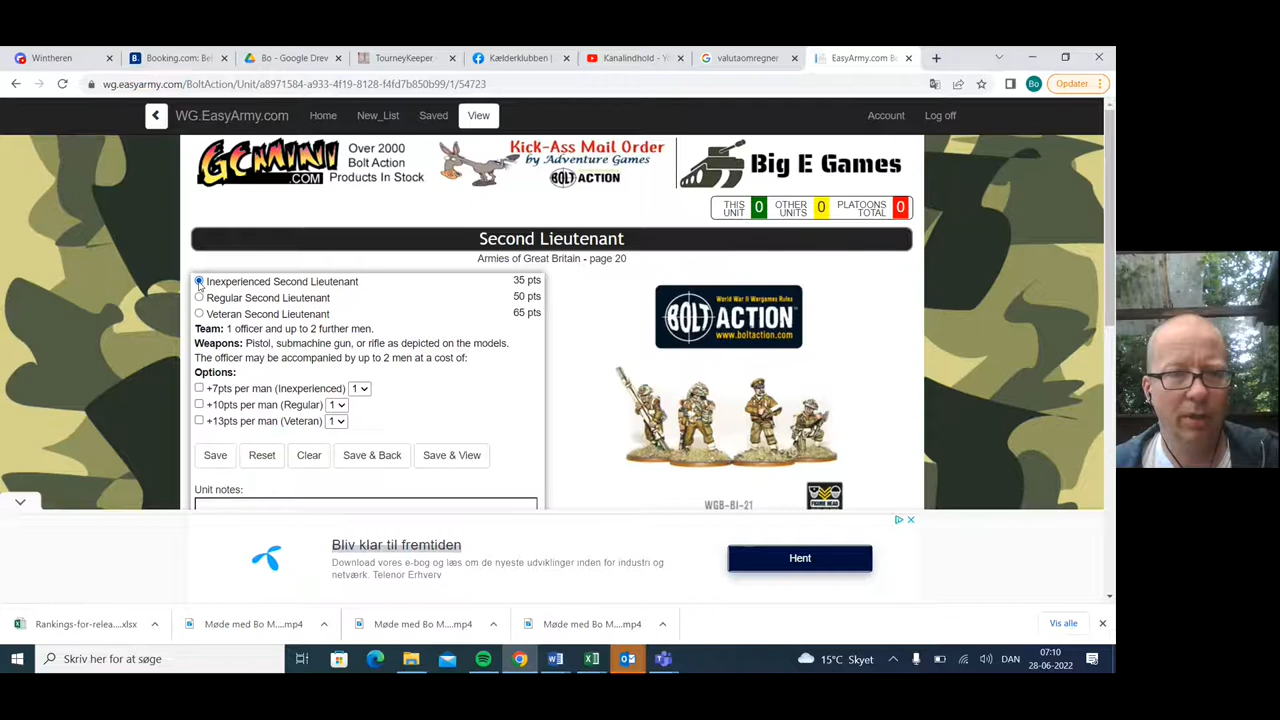 Wintheren
Booking.com: Be
Bo - Google Drev
TourneyKeeper
Kælderklubben |
Kanalindhold - Y
valutaomregner
EasyArmy.com B
wg.easyarmy.com/BoltAction/Unit/a8971584-a933-4f19-8128-f4fd7b850b99/1/54723
Bo
Opdater
WG.EasyArmy.com
Home
New_List
Saved
View
Account
Log off
GCMINI
.COM
Over 2000
Bolt Action
Products In Stock
Kick-Ass Mail Order
by Adventure Games
BOLT ACTION
Big E Games
THIS UNIT 0 OTHER UNITS 0 PLATOONS TOTAL 0
Second Lieutenant
Armies of Great Britain - page 20
Inexperienced Second Lieutenant 35 pts
Regular Second Lieutenant 50 pts
Veteran Second Lieutenant 65 pts
Team: 1 officer and up to 2 further men.
Weapons: Pistol, submachine gun, or rifle as depicted on the models.
The officer may be accompanied by up to 2 men at a cost of:
Options:
+7pts per man (Inexperienced) 1
+10pts per man (Regular) 1
+13pts per man (Veteran) 1
Save
Reset
Clear
Save & Back
Save & View
Unit notes:
World War II Wargames Rules
BOLT ACTION
www.boltaction.com
WGB-BI-21
Bliv klar til fremtiden
Download vores e-bog og læs om de nyeste udviklinger inden for industri og
netværk. Telenor Erhverv
Hent
Rankings-for-relea....xlsx
Møde med Bo M....mp4
Møde med Bo M....mp4
Møde med Bo M....mp4
Vis alle
Skriv her for at søge
15°C Skyet
DAN
07:10
28-06-2022